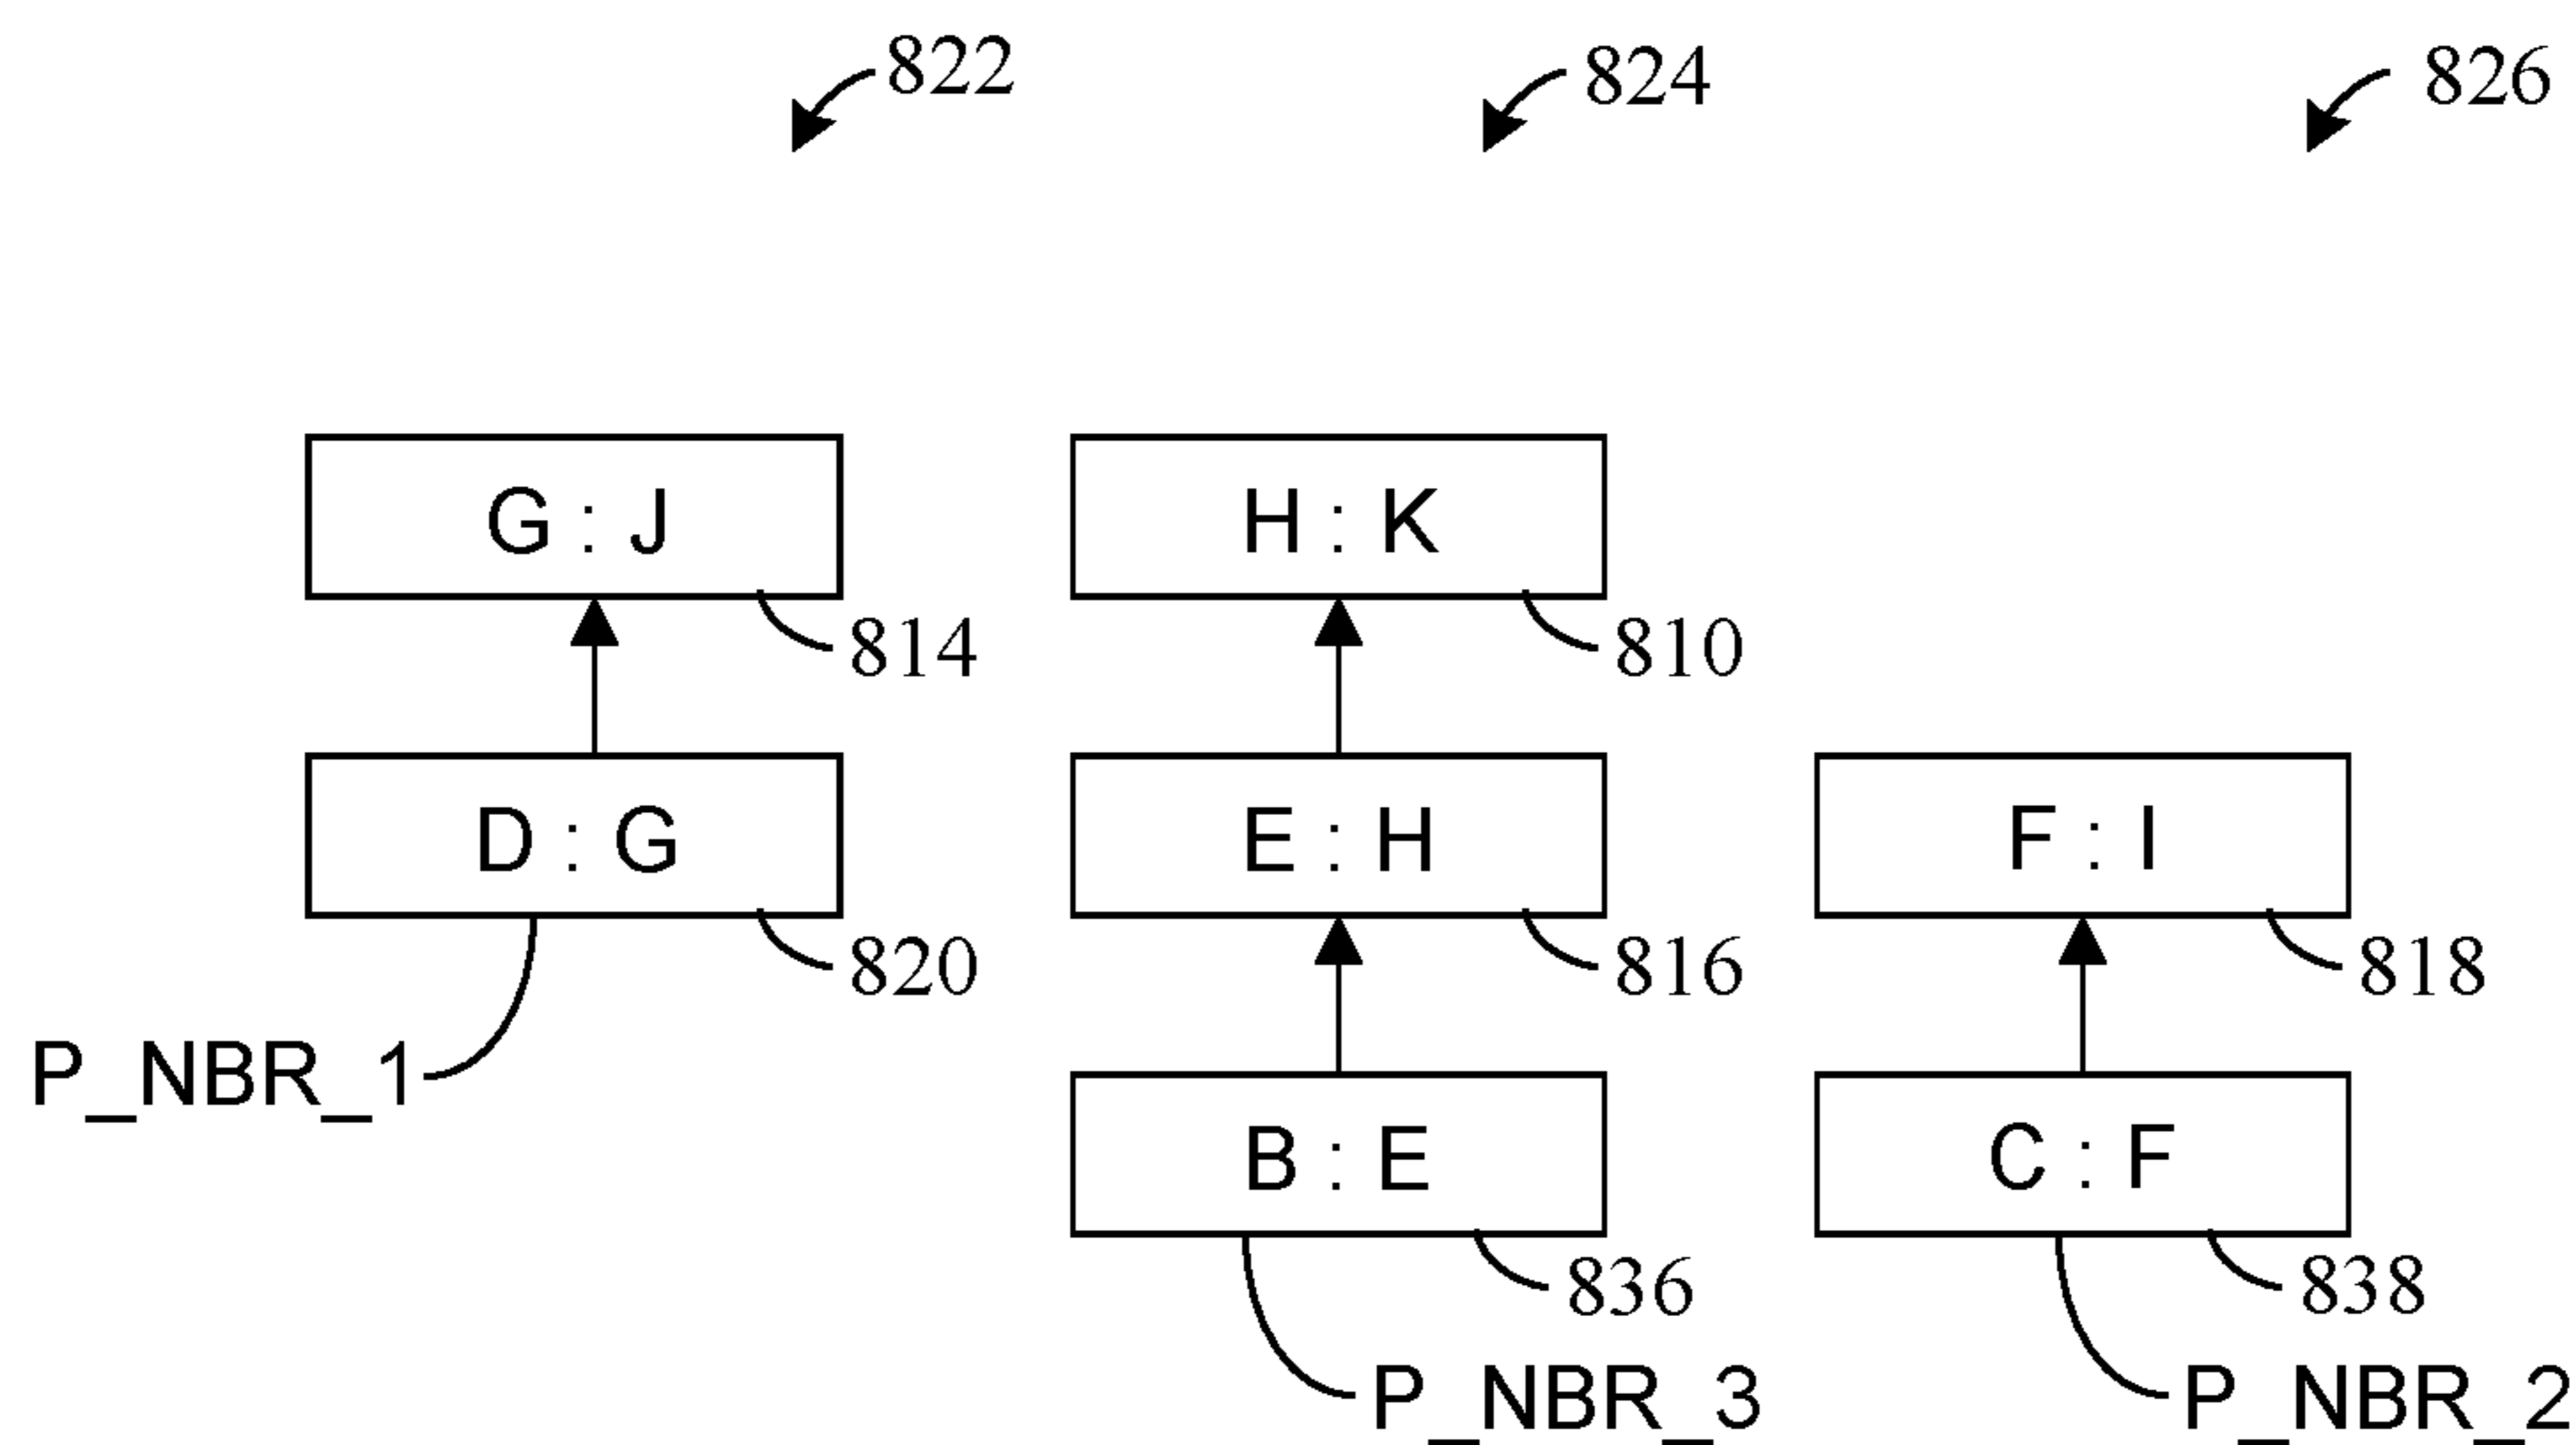 822 824 826
G : J H : K
814 810
D : G E : H F : I
820 816 818
P_NBR_1
B : E C : F
836 838
P_NBR_3 P_NBR_2